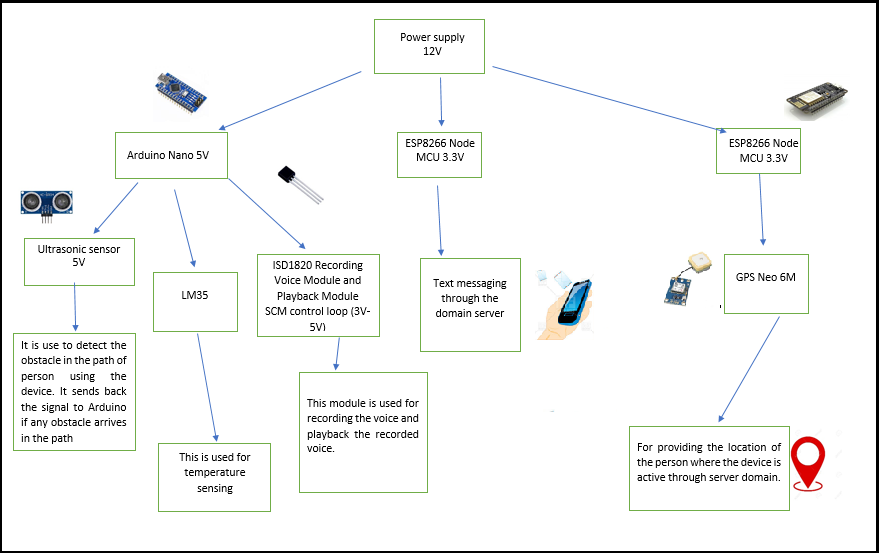 Power supply
12V
Arduino Nano 5V
ESP8266 Node
MCU 3.3V
ESP8266 Node
MCU 3.3V
Ultrasonic sensor
5V
LM35
ISD1820 Recording
Voice Module and
Playback Module
SCM control loop (3V-
5V)
Text messaging
through the
domain server
GPS Neo 6M
It is use to detect the
obstacle in the path of
person using the
device. It sends back
the signal to Arduino
if any obstacle arrives
in the path
This is used for
temperature
sensing
This module is used for
recording the voice and
playback the recorded
voice.
For providing the location of
the person where the device is
active through server domain.